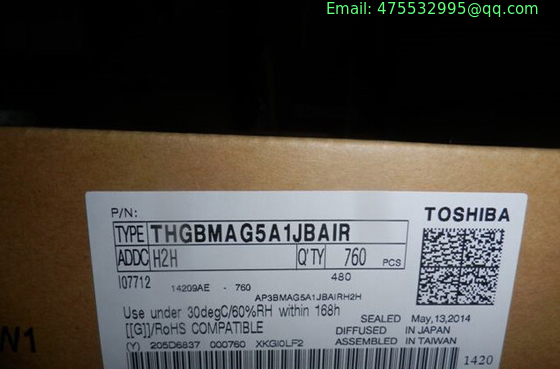 Email: 475532995@qq.com
P/N:
TOSHIBA
TYPE THGBMAG5A1JBAIR
ADDC H2H Q'TY 760 PCS
I07712 480
14209AE - 760
AP3BMAG5A1JBAIRH2H
Use under 30degC/60%RH within 168h
SEALED May,13,2014
[[G]]/RoHS COMPATIBLE DIFFUSED IN JAPAN
(Y) 205D6837 000760 XKGI0LF2 ASSEMBLED IN TAIWAN
1420